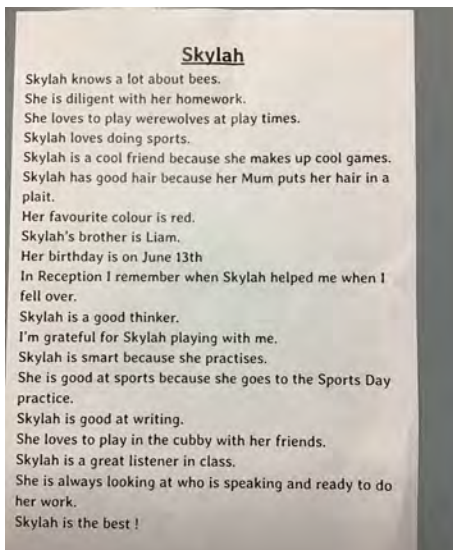 Skylah
Skylah knows a lot about bees.
She is diligent with her homework.
She loves to play werewolves at play times.
Skylah loves doing sports.
Skylah is a cool friend because she makes up cool games.
Skylah has good hair because her Mum puts her hair in a
plait.
Her favourite colour is red.
Skylah's brother is Liam.
Her birthday is on June 13th
In Reception I remember when Skylah helped me when I
fell over.
Skylah is a good thinker.
I'm grateful for Skylah playing with me.
Skylah is smart because she practises.
She is good at sports because she goes to the Sports Day
practice.
Skylah is good at writing.
She loves to play in the cubby with her friends.
Skylah is a great listener in class.
She is always looking at who is speaking and ready to do
her work.
Skylah is the best !